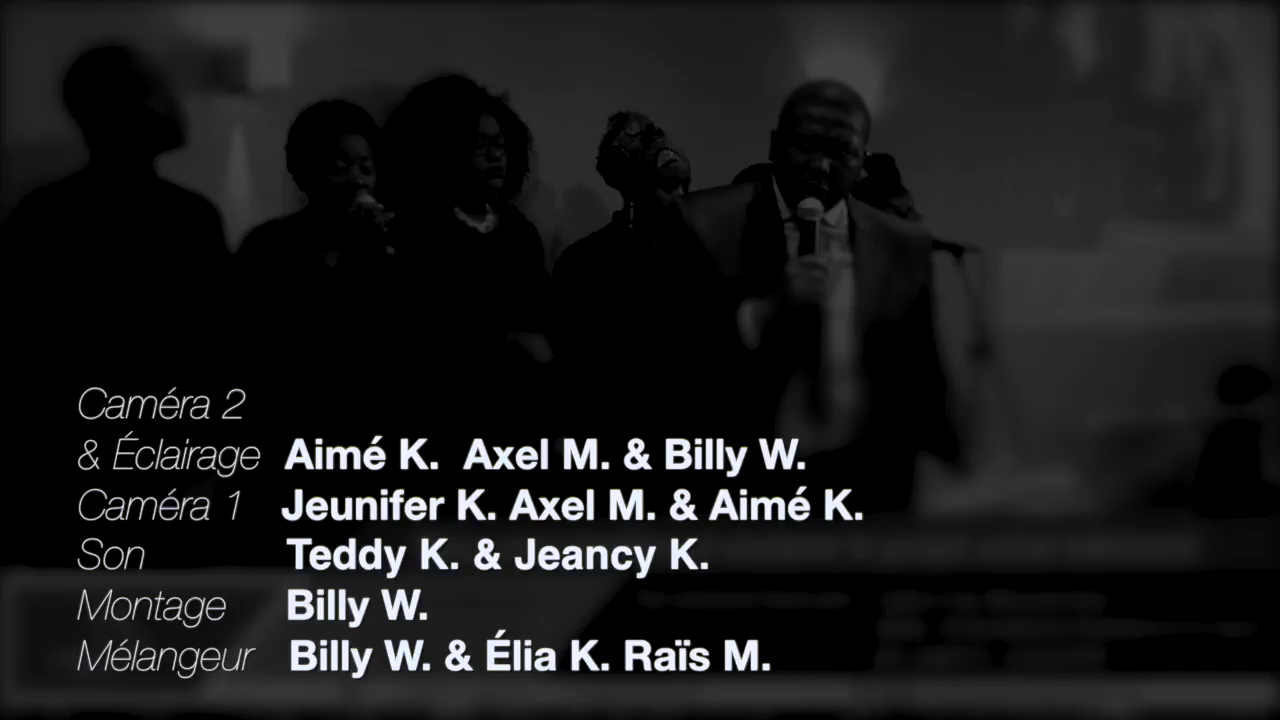 Caméra 2
& Éclairage Aimé K. Axel M. & Billy W.
Caméra 1 Jeunifer K. Axel M. & Aimé K.
Son Teddy K. & Jeancy K.
Montage Billy W.
Mélangeur Billy W. & Élia K. Raïs M.